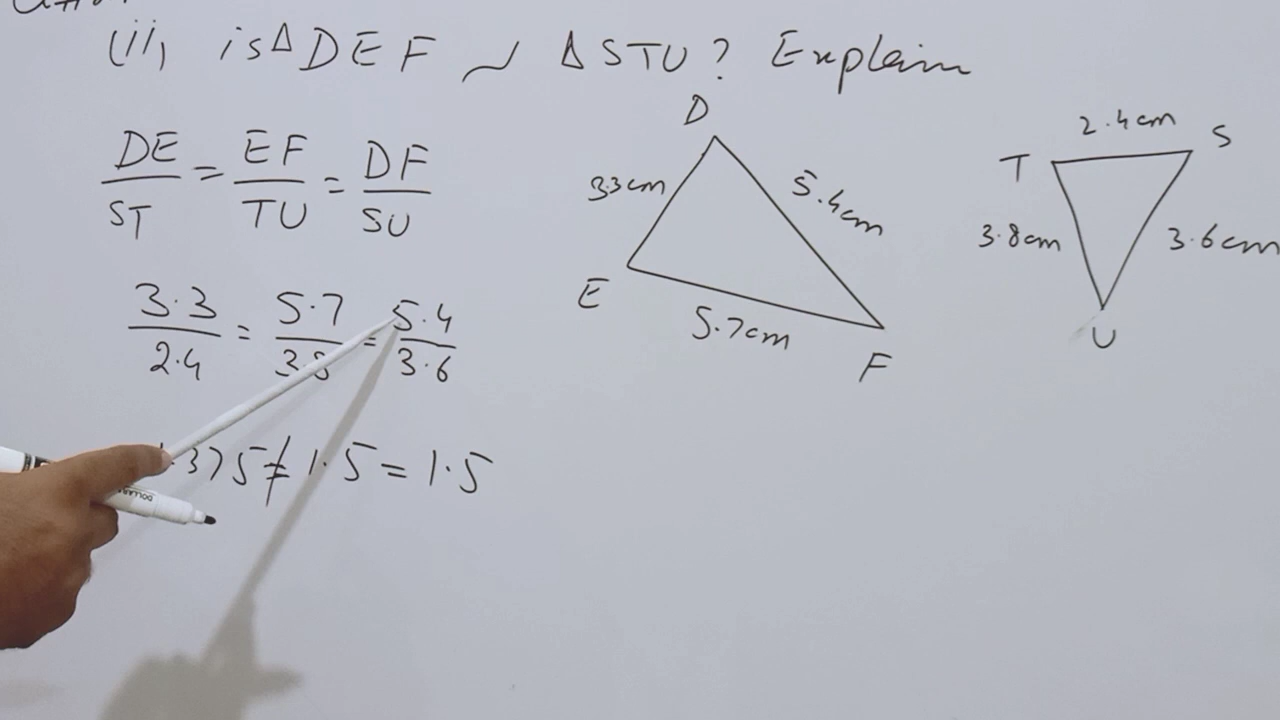 (ii) is Δ DEF ~ Δ STU ? Explain
DE/ST = EF/TU = DF/SU
3.3/2.4 = 5.7/3.8 = 5.4/3.6
.375 ≠ 1.5 = 1.5
D
3.3cm
5.4cm
E
5.7cm
F
2.4cm
T
S
3.8cm
3.6cm
U